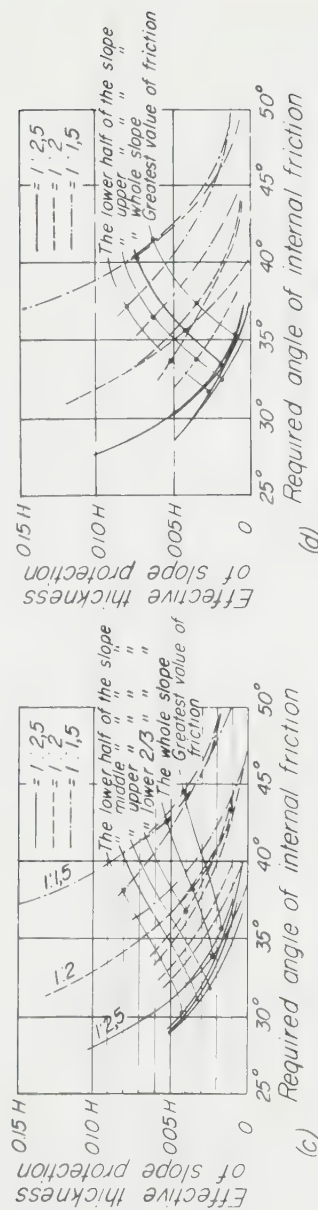 0.15 H
0.10 H
0.05 H
0
Effective thickness
of slope protection
25° 30° 35° 40° 45° 50°
Required angle of internal friction
(c)
1:2,5
1:2
1:1,5
= 1:2,5
= 1:2
= 1:1,5
The lower half of the slope
" middle " " " "
" upper " " " "
" lower 2/3 " " "
The whole slope
Greatest value of
friction
0.15 H
0.10 H
0.05 H
0
Effective thickness
of slope protection
25° 30° 35° 40° 45° 50°
Required angle of internal friction
(d)
= 1:2,5
= 1:2
= 1:1,5
The lower half of the slope
" upper " " " "
" whole slope
Greatest value of friction